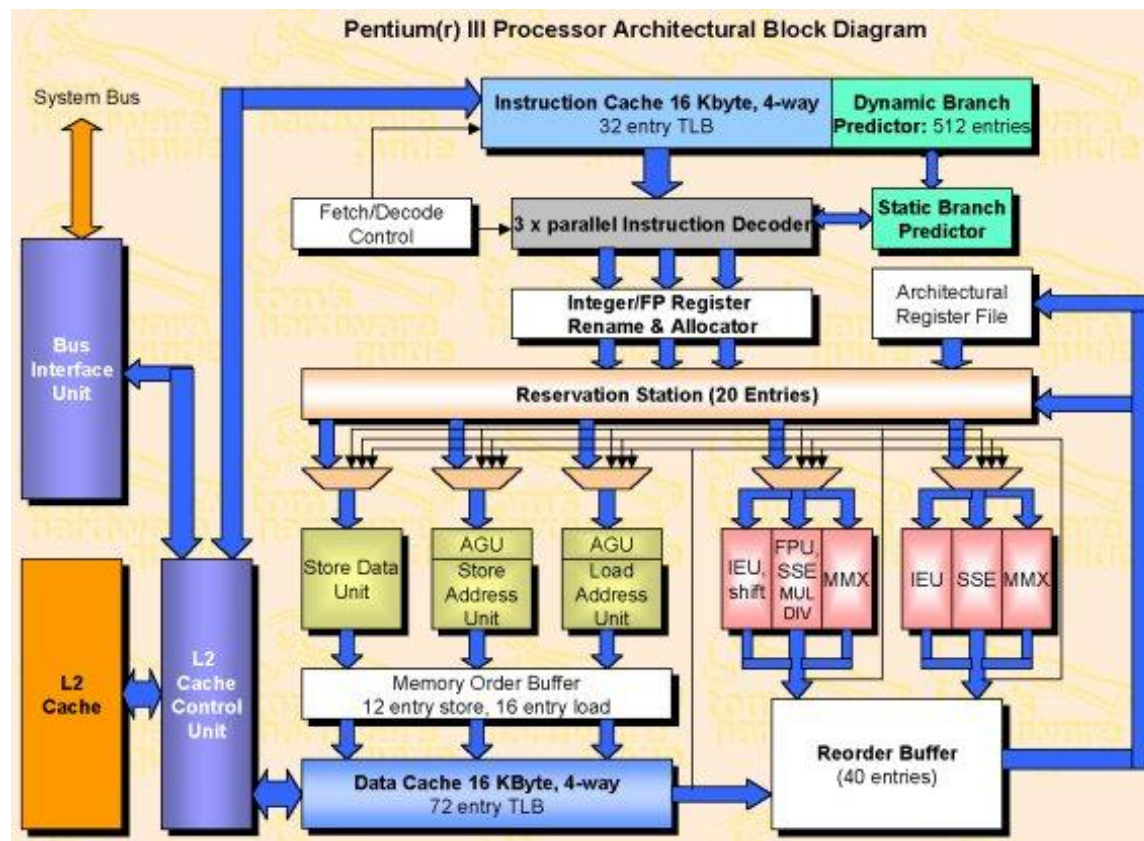 Pentium(r) III Processor Architectural Block Diagram
System Bus
Instruction Cache 16 Kbyte, 4-way
32 entry TLB
Dynamic Branch
Predictor: 512 entries
Fetch/Decode
Control
3 x parallel Instruction Decoder
Static Branch
Predictor
Integer/FP Register
Rename & Allocator
Architectural
Register File
Bus
Interface
Unit
Reservation Station (20 Entries)
Store Data
Unit
AGU
Store
Address
Unit
AGU
Load
Address
Unit
IEU,
shift
FPU,
SSE
MUL
DIV
MMX
IEU
SSE
MMX
L2
Cache
L2
Cache
Control
Unit
Memory Order Buffer
12 entry store, 16 entry load
Data Cache 16 KByte, 4-way
72 entry TLB
Reorder Buffer
(40 entries)
tom's
hardware
guide